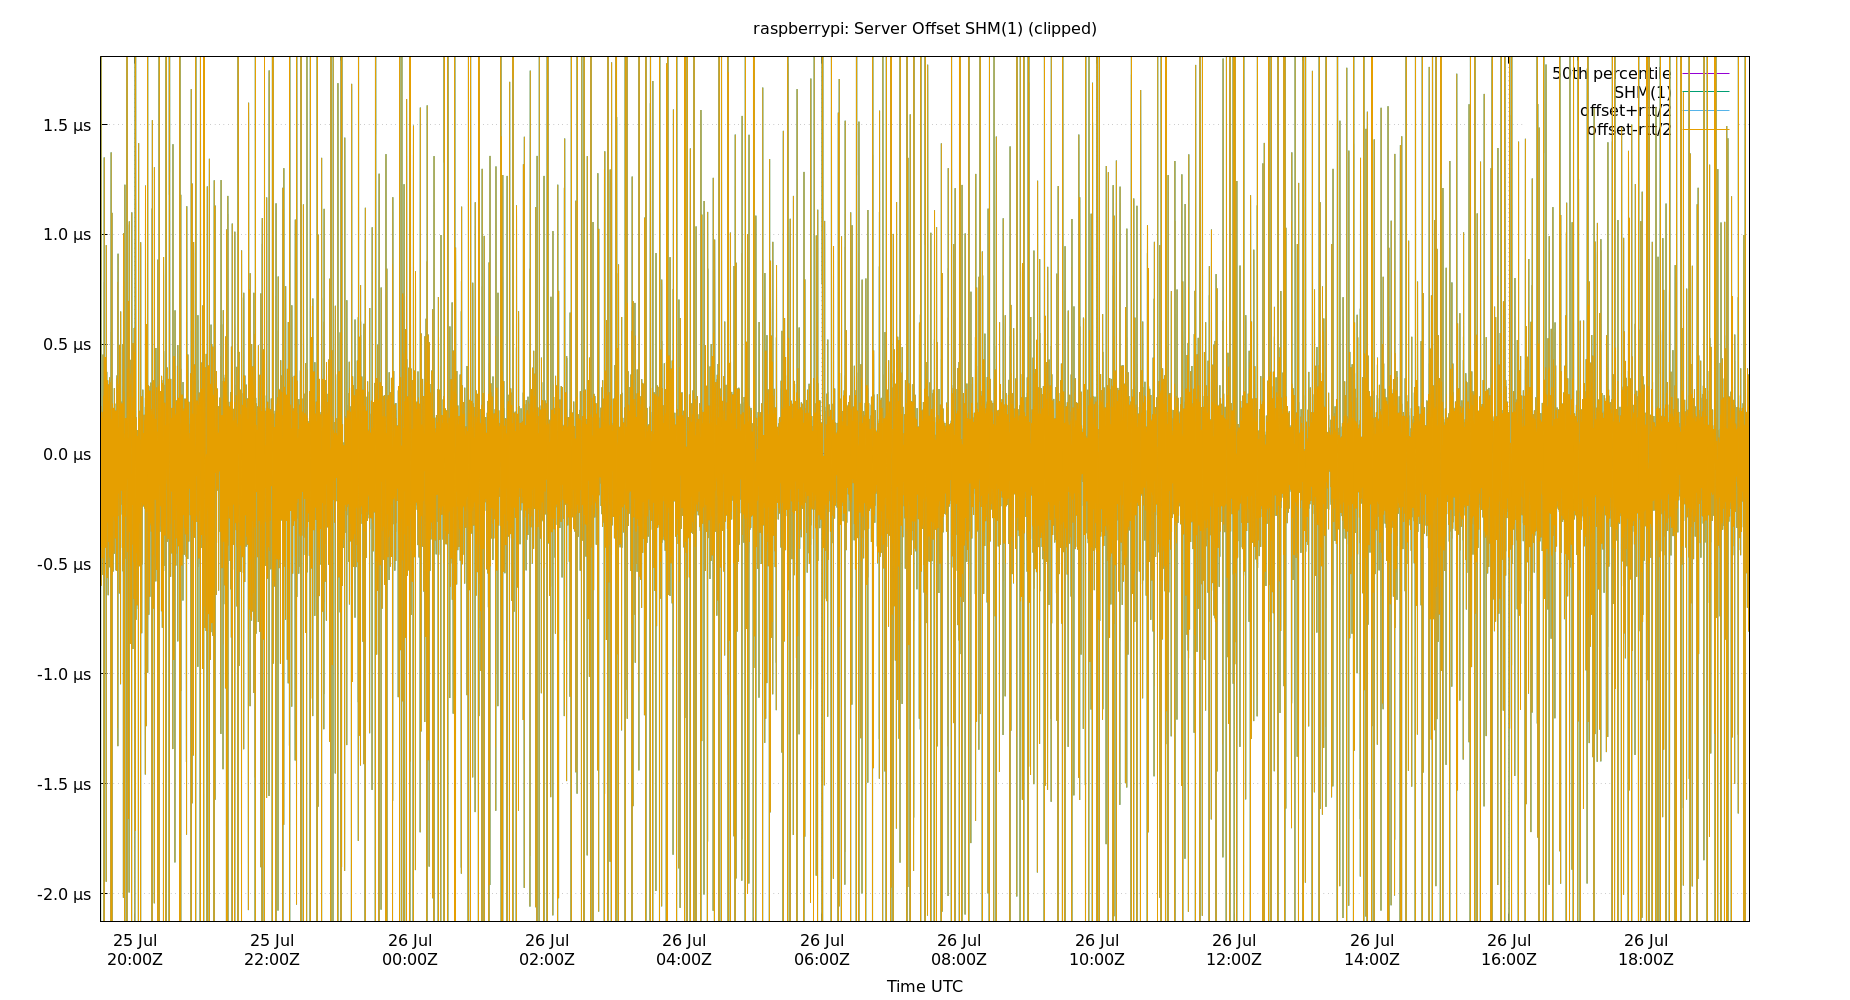 raspberrypi: Server Offset SHM(1) (clipped)
50th percentile
SHM(1)
offset+rtt/2
offset-rtt/2
1.5 µs
1.0 µs
0.5 µs
0.0 µs
-0.5 µs
-1.0 µs
-1.5 µs
-2.0 µs
25 Jul 25 Jul 26 Jul 26 Jul 26 Jul 26 Jul 26 Jul 26 Jul 26 Jul 26 Jul 26 Jul 26 Jul
20:00Z 22:00Z 00:00Z 02:00Z 04:00Z 06:00Z 08:00Z 10:00Z 12:00Z 14:00Z 16:00Z 18:00Z
Time UTC